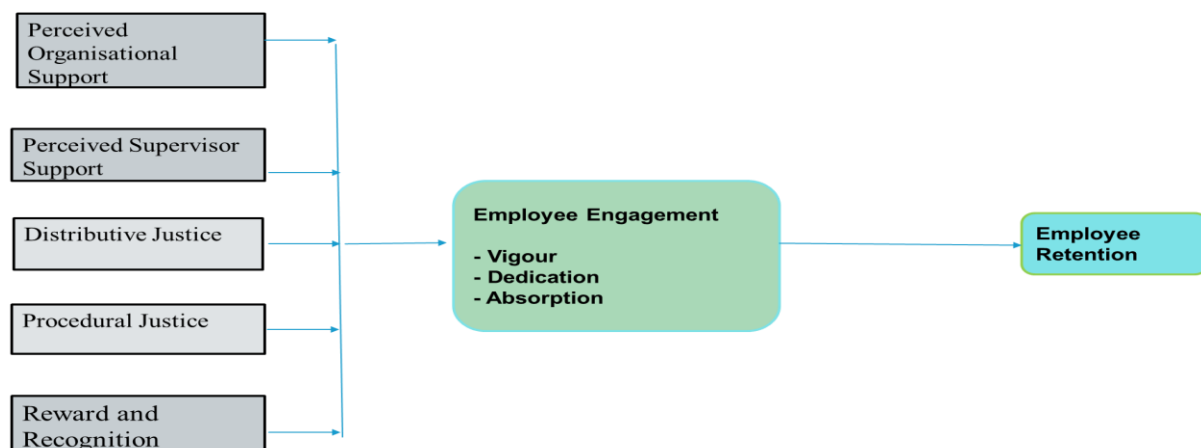 Perceived
Organisational
Support
Perceived Supervisor
Support
Distributive Justice
Procedural Justice
Reward and
Recognition
Employee Engagement
- Vigour
- Dedication
- Absorption
Employee
Retention